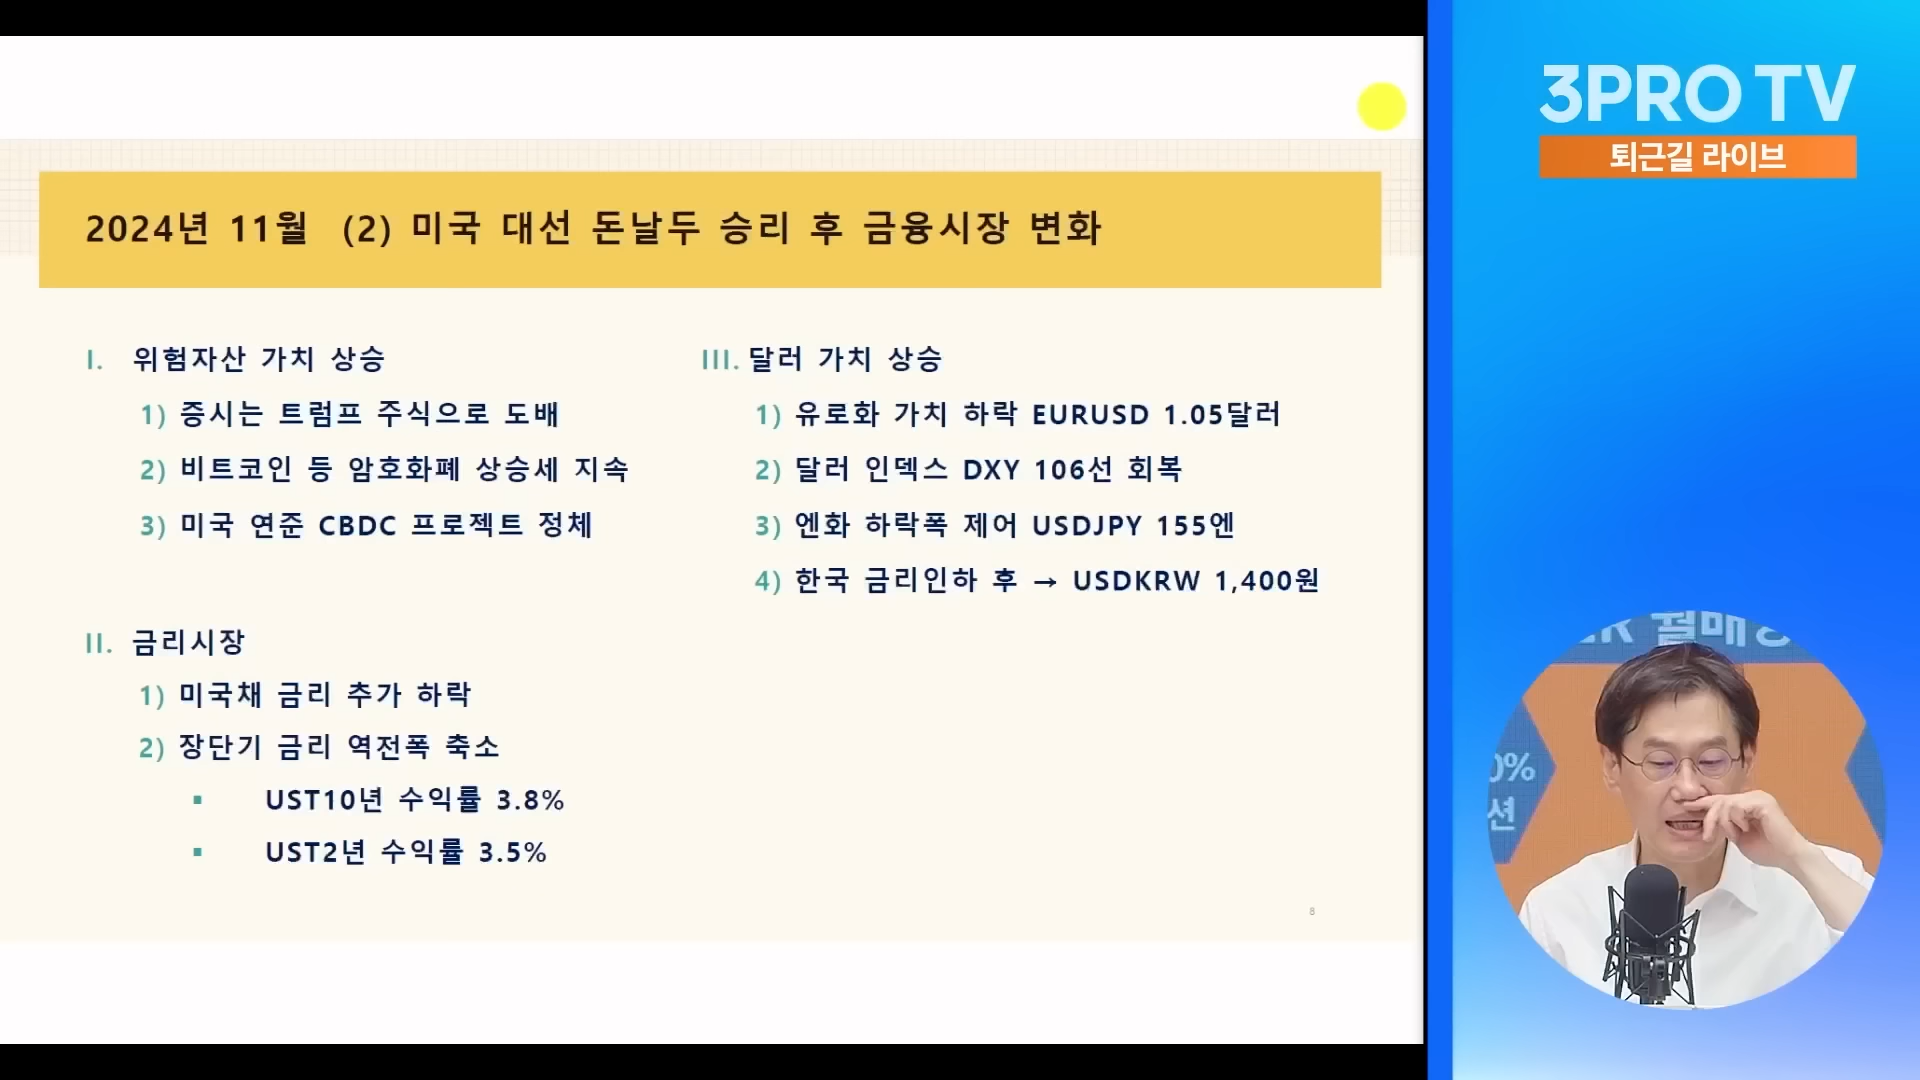 3PRO TV
퇴근길 라이브
2024년 11월 (2) 미국 대선 돈날두 승리 후 금융시장 변화
I. 위험자산 가치 상승
1) 증시는 트럼프 주식으로 도배
2) 비트코인 등 암호화폐 상승세 지속
3) 미국 연준 CBDC 프로젝트 정체
II. 금리시장
1) 미국채 금리 추가 하락
2) 장단기 금리 역전폭 축소
▪ UST10년 수익률 3.8%
▪ UST2년 수익률 3.5%
III. 달러 가치 상승
1) 유로화 가치 하락 EURUSD 1.05달러
2) 달러 인덱스 DXY 106선 회복
3) 엔화 하락폭 제어 USDJPY 155엔
4) 한국 금리인하 후 → USDKRW 1,400원
8
0%
션